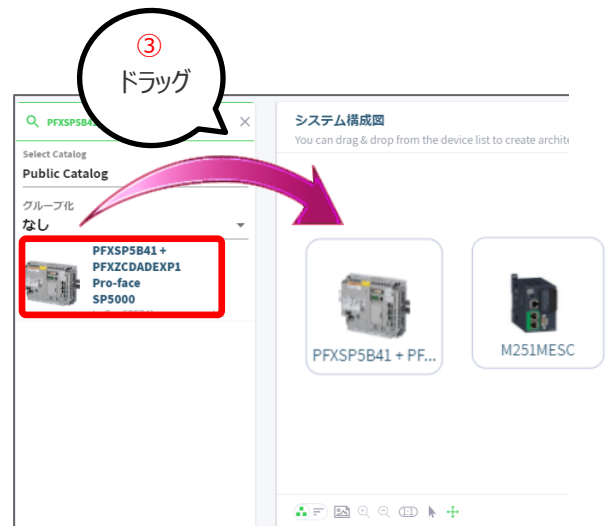 ③
ドラッグ
PFXSP5B4
Select Catalog
Public Catalog
グループ化
なし
PFXSP5B41 +
PFXZCDADEXP1
Pro-face
SP5000
システム構成図
You can drag & drop from the device list to create archite
PFXSP5B41 + PF...
M251MESC
1:1